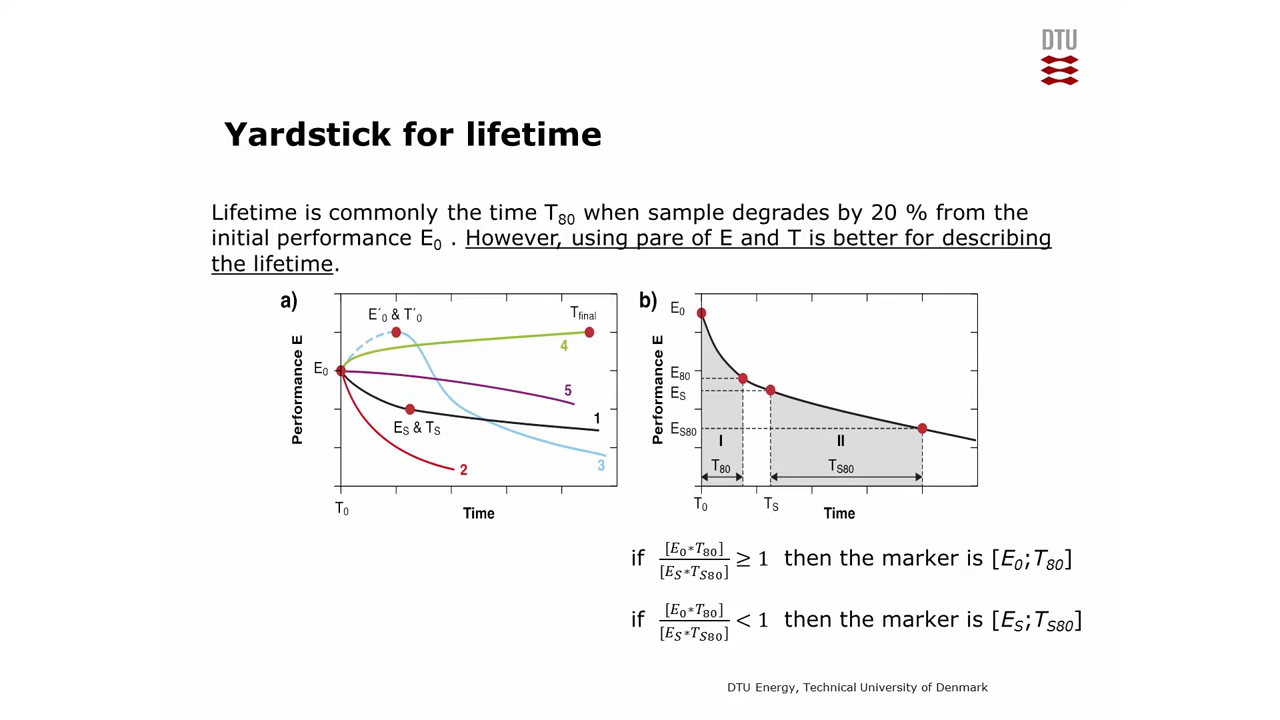 DTU
Yardstick for lifetime
Lifetime is commonly the time T80 when sample degrades by 20 % from the
initial performance E0 . However, using pare of E and T is better for describing
the lifetime.
a)
E´0 & T´0
Tfinal
4
E0
5
1
ES & TS
2
3
Performance E
T0
Time
b)
E0
E80
ES
ES80
I
II
T80
TS80
Performance E
T0
TS
Time
if [E0*T80]/[ES*TS80] ≥ 1 then the marker is [E0;T80]
if [E0*T80]/[ES*TS80] < 1 then the marker is [ES;TS80]
DTU Energy, Technical University of Denmark